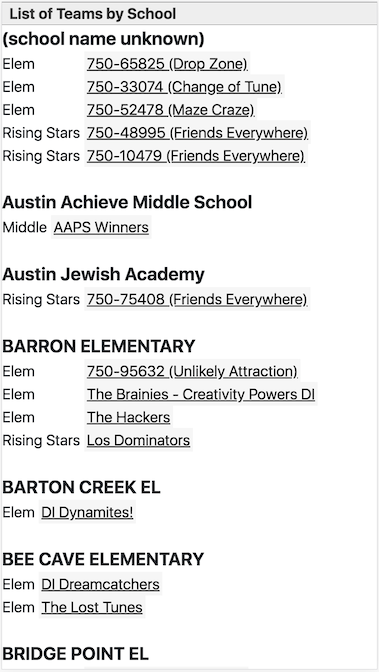 List of Teams by School
(school name unknown)
Elem 750-65825 (Drop Zone)
Elem 750-33074 (Change of Tune)
Elem 750-52478 (Maze Craze)
Rising Stars 750-48995 (Friends Everywhere)
Rising Stars 750-10479 (Friends Everywhere)
Austin Achieve Middle School
Middle AAPS Winners
Austin Jewish Academy
Rising Stars 750-75408 (Friends Everywhere)
BARRON ELEMENTARY
Elem 750-95632 (Unlikely Attraction)
Elem The Brainies - Creativity Powers DI
Elem The Hackers
Rising Stars Los Dominators
BARTON CREEK EL
Elem DI Dynamites!
BEE CAVE ELEMENTARY
Elem DI Dreamcatchers
Elem The Lost Tunes
BRIDGE POINT EL